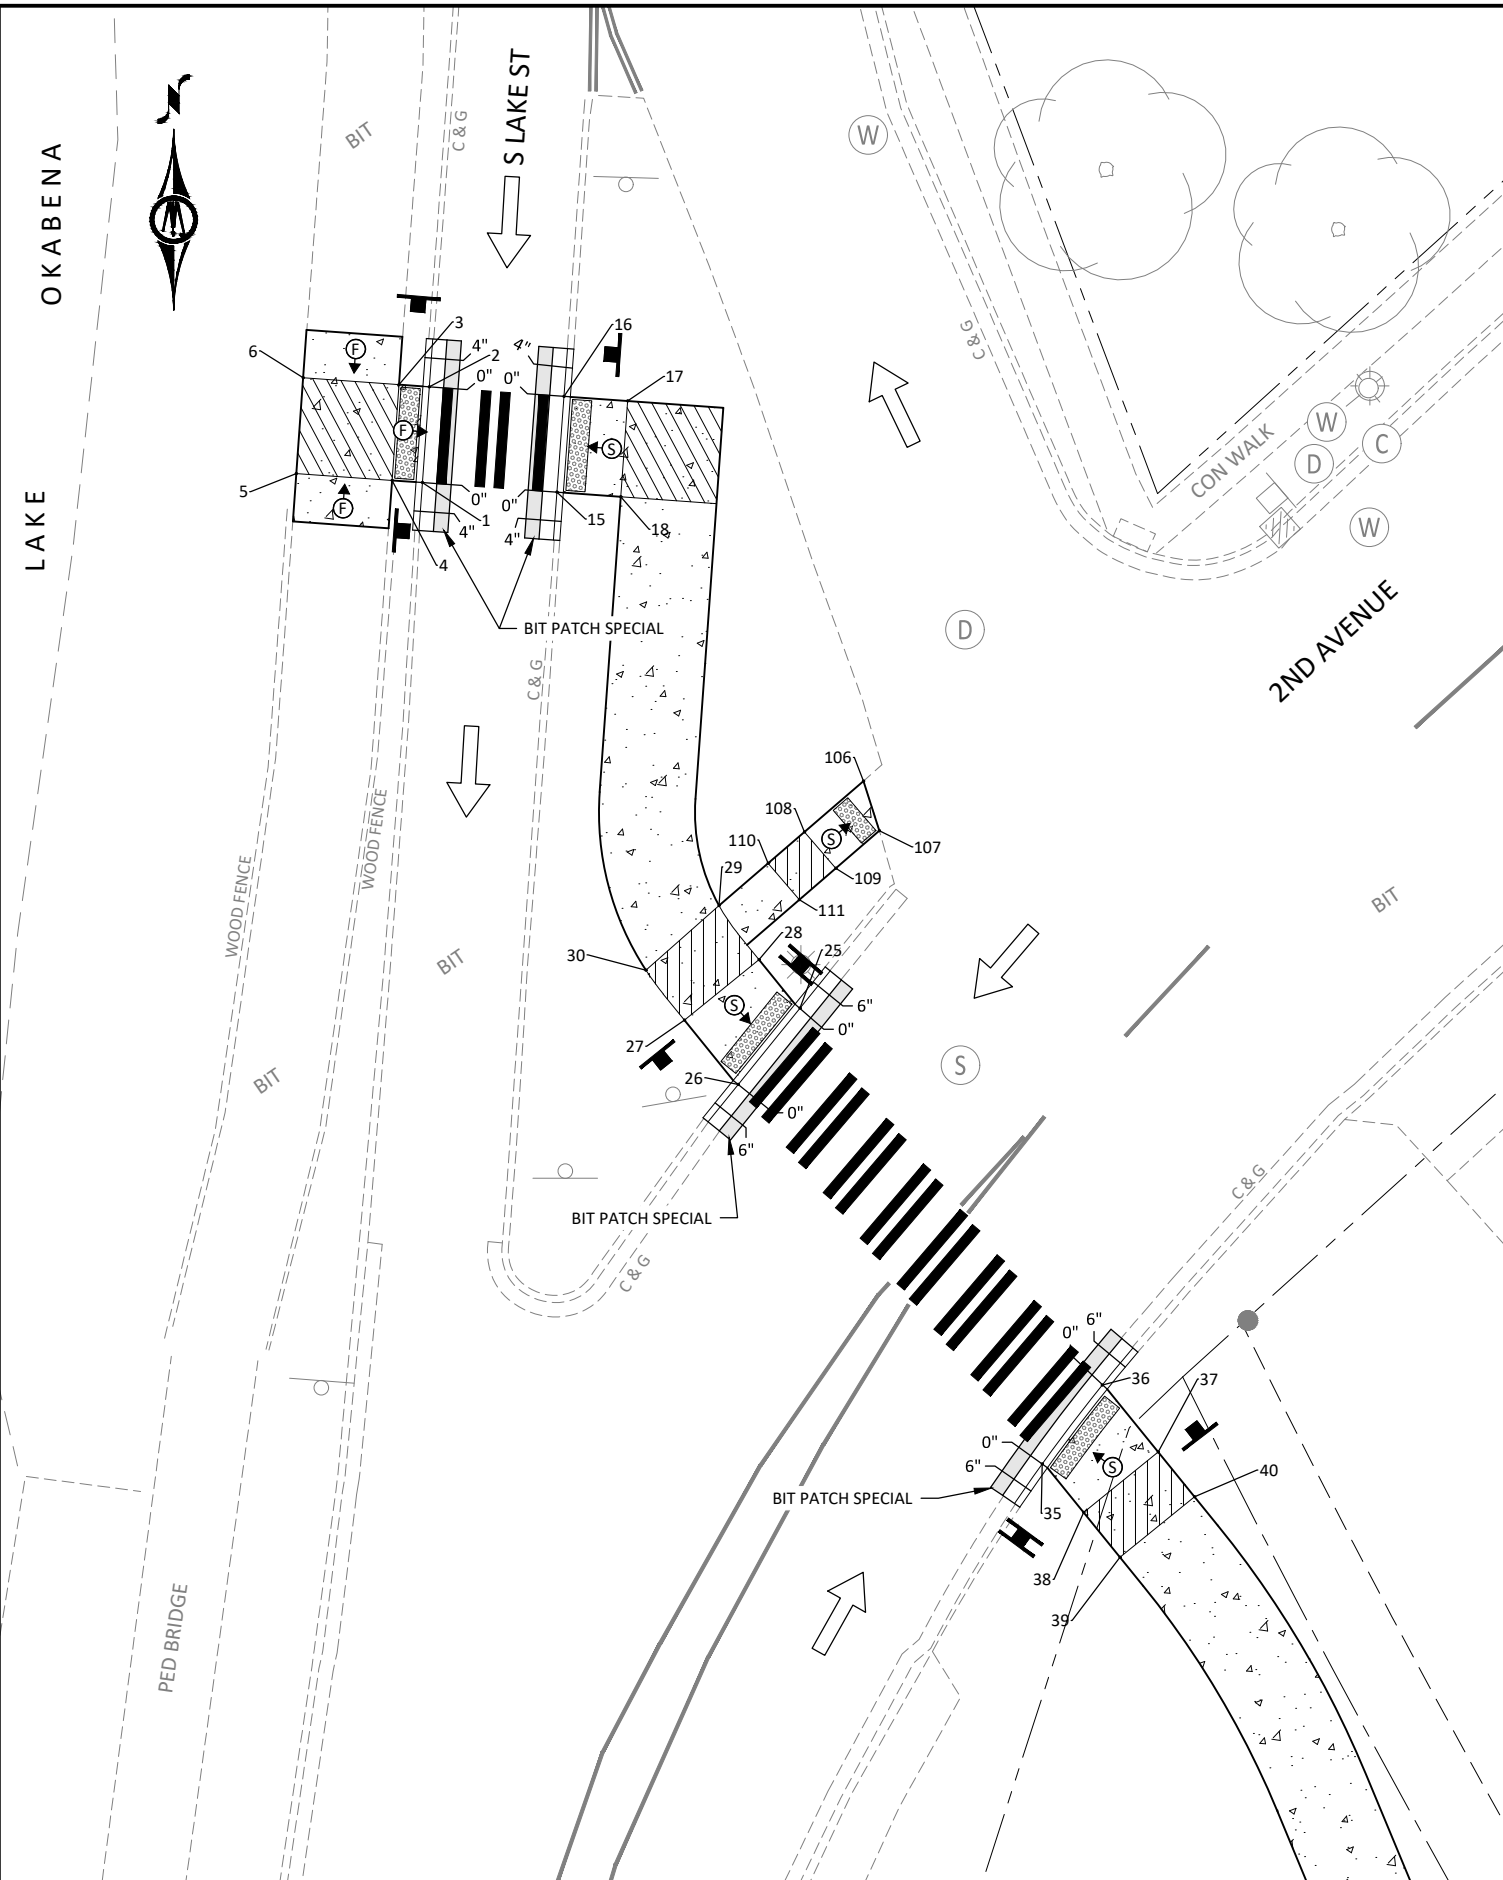 S LAKE ST
OKABENA
LAKE
BIT
C & G
W
C & G
CON WALK
W
D
C
W
2ND AVENUE
D
3
4"
2
0"
6
F
F
5
F
0"
1
4"
4
4"
0"
16
17
S
0"
15
18
4"
BIT PATCH SPECIAL
C & G
WOOD FENCE
WOOD FENCE
BIT
BIT
106
108
S
107
110
109
29
111
28
25
30
S
6"
0"
27
26
0"
6"
BIT PATCH SPECIAL
C & G
BIT
S
C & G
6"
0"
36
37
0"
S
6"
40
BIT PATCH SPECIAL
35
38
39
PED BRIDGE